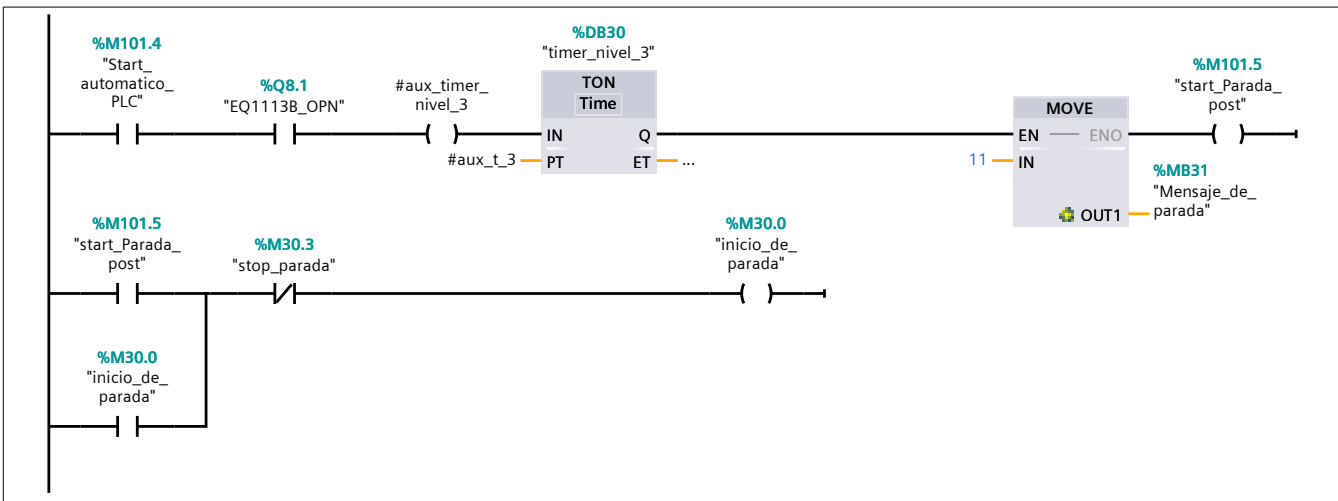 %M101.4
"Start_
automatico_
PLC"
%Q8.1
"EQ1113B_OPN"
#aux_timer_
nivel_3
%DB30
"timer_nivel_3"
TON
Time
IN
Q
#aux_t_3
PT
ET
...
MOVE
EN
ENO
11
IN
OUT1
%MB31
"Mensaje_de_
parada"
%M101.5
"start_Parada_
post"
%M101.5
"start_Parada_
post"
%M30.3
"stop_parada"
%M30.0
"inicio_de_
parada"
%M30.0
"inicio_de_
parada"